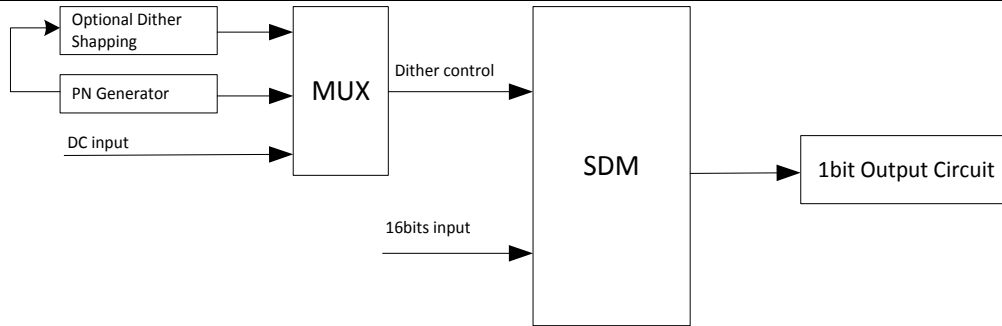 Optional Dither
Shapping
PN Generator
DC input
MUX
Dither control
16bits input
SDM
1bit Output Circuit